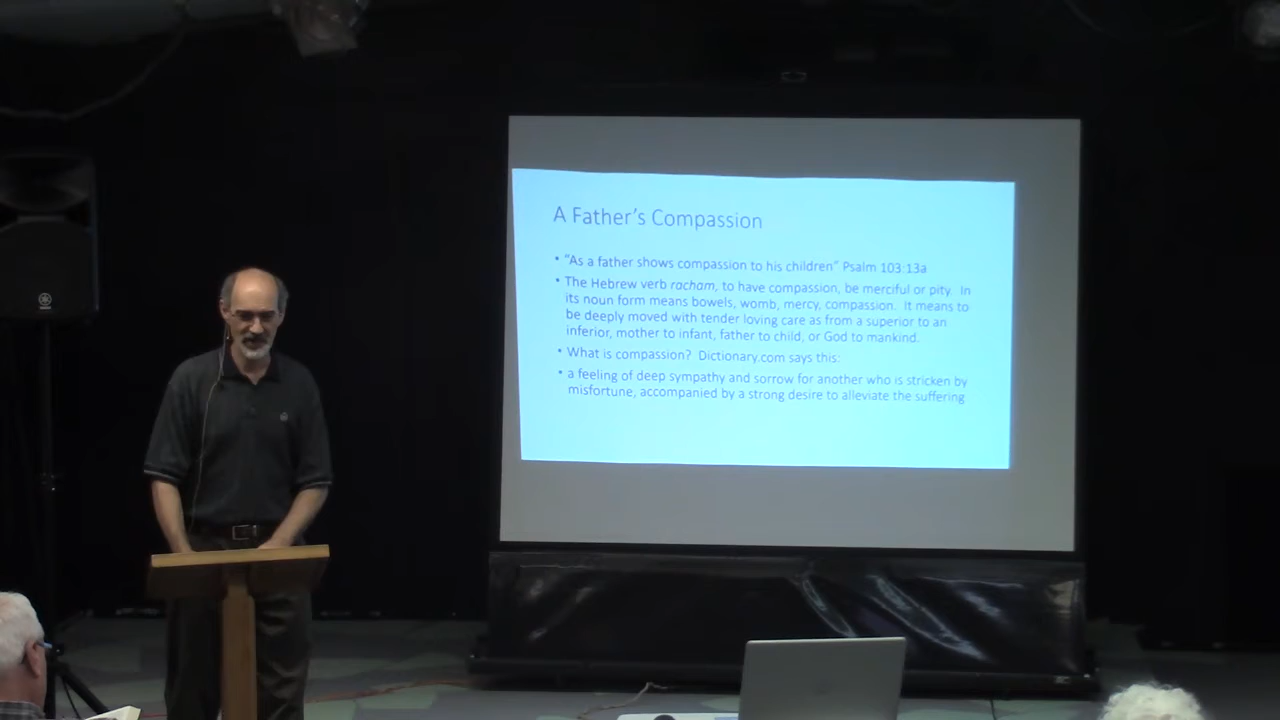 A Father's Compassion
• "As a father shows compassion to his children" Psalm 103:13a
• The Hebrew verb racham, to have compassion, be merciful or pity. In
its noun form means bowels, womb, mercy, compassion. It means to
be deeply moved with tender loving care as from a superior to an
inferior, mother to infant, father to child, or God to mankind.
• What is compassion? Dictionary.com says this:
• a feeling of deep sympathy and sorrow for another who is stricken by
misfortune, accompanied by a strong desire to alleviate the suffering